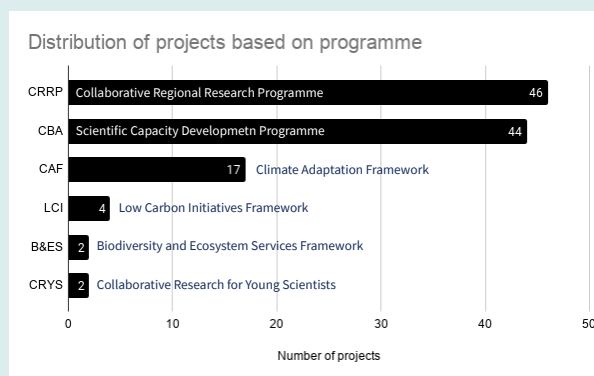 Distribution of projects based on programme
CRRP Collaborative Regional Research Programme 46
CBA Scientific Capacity Developmetn Programme 44
CAF 17 Climate Adaptation Framework
LCI 4 Low Carbon Initiatives Framework
B&ES 2 Biodiversity and Ecosystem Services Framework
CRYS 2 Collaborative Research for Young Scientists
0 10 20 30 40 50
Number of projects